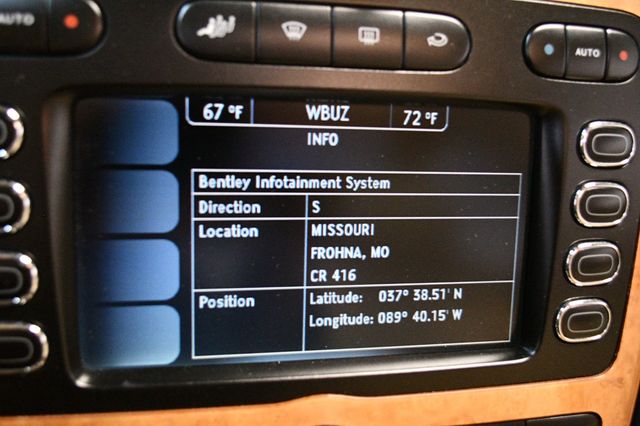 AUTO
AUTO
67 °F WBUZ 72 °F
INFO
Bentley Infotainment System
Direction S
Location MISSOURI
FROHNA, MO
CR 416
Position Latitude: 037° 38.51' N
Longitude: 089° 40.15' W